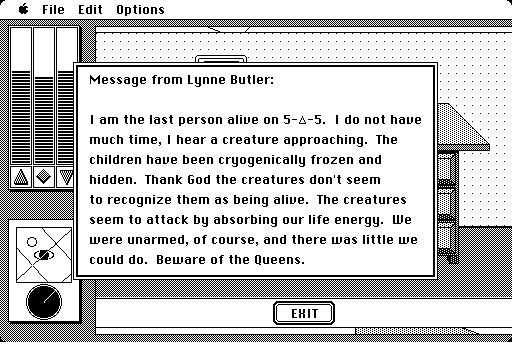 File Edit Options
Message from Lynne Butler:
I am the last person alive on 5-△-5. I do not have
much time, I hear a creature approaching. The
children have been cryogenically frozen and
hidden. Thank God the creatures don't seem
to recognize them as being alive. The creatures
seem to attack by absorbing our life energy. We
were unarmed, of course, and there was little we
could do. Beware of the Queens.
EXIT